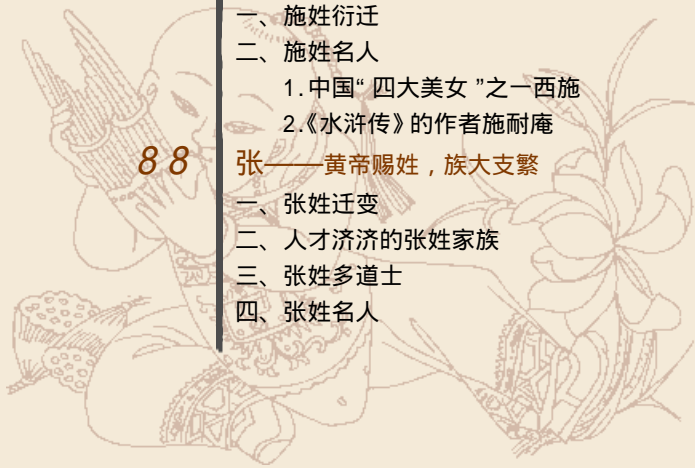 一、施姓衍迁
二、施姓名人
1.中国“四大美女”之一西施
2.《水浒传》的作者施耐庵
88 张——黄帝赐姓，族大支繁
一、张姓迁变
二、人才济济的张姓家族
三、张姓多道士
四、张姓名人